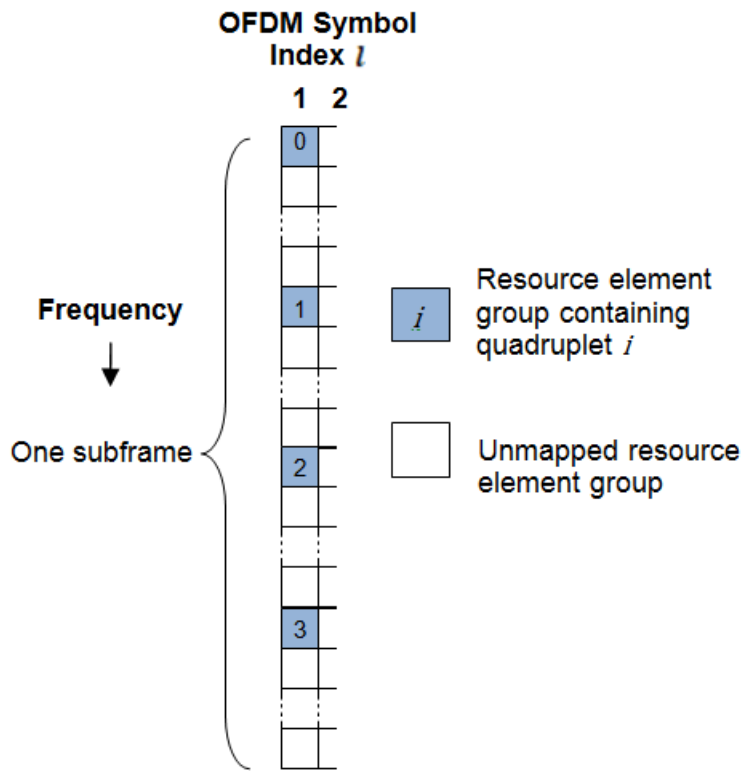 OFDM Symbol
Index l
1 2
0
1
2
3
Frequency
One subframe
i
Resource element
group containing
quadruplet i
Unmapped resource
element group